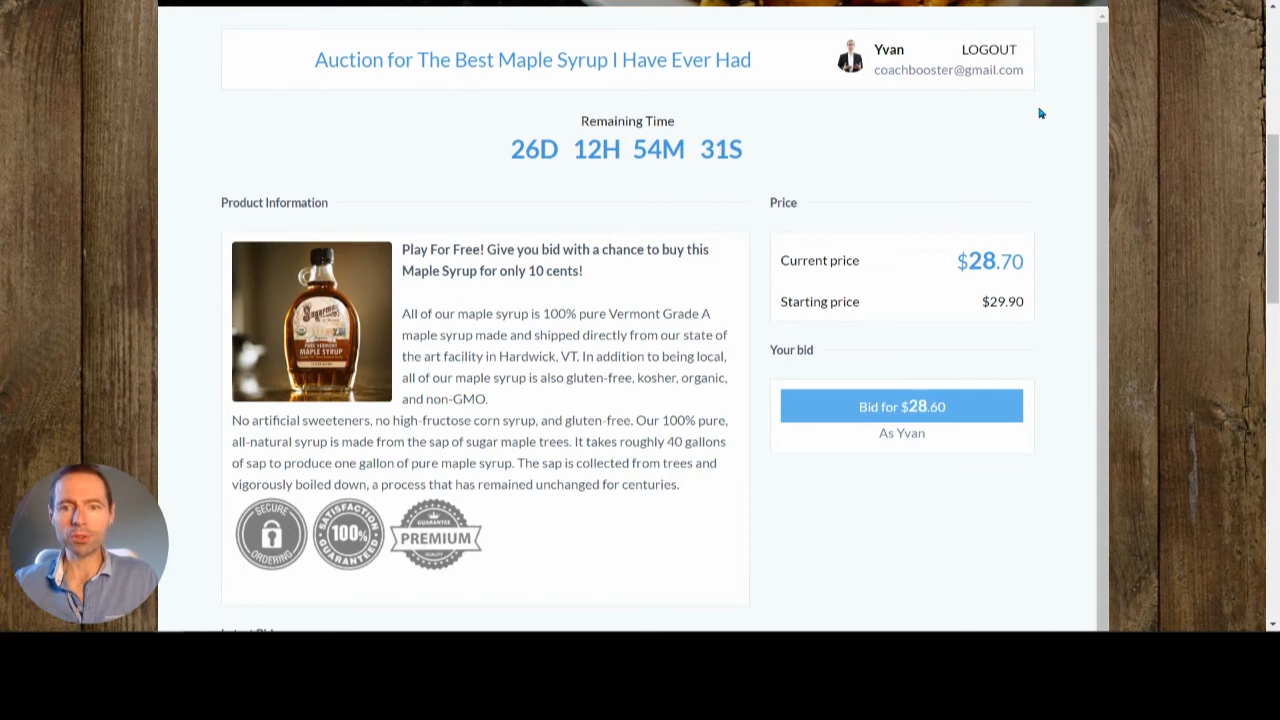 Auction for The Best Maple Syrup I Have Ever Had
Yvan
LOGOUT
coachbooster@gmail.com
Remaining Time
26D 12H 54M 31S
Product Information
Play For Free! Give you bid with a chance to buy this
Maple Syrup for only 10 cents!
All of our maple syrup is 100% pure Vermont Grade A
maple syrup made and shipped directly from our state of
the art facility in Hardwick, VT. In addition to being local,
all of our maple syrup is also gluten-free, kosher, organic,
and non-GMO.
No artificial sweeteners, no high-fructose corn syrup, and gluten-free. Our 100% pure,
all-natural syrup is made from the sap of sugar maple trees. It takes roughly 40 gallons
of sap to produce one gallon of pure maple syrup. The sap is collected from trees and
vigorously boiled down, a process that has remained unchanged for centuries.
MAPLE SYRUP
SECURE
ORDERING
SATISFACTION
100%
GUARANTEED
GUARANTEE
PREMIUM
QUALITY
Price
Current price
$28.70
Starting price
$29.90
Your bid
Bid for $28.60
As Yvan